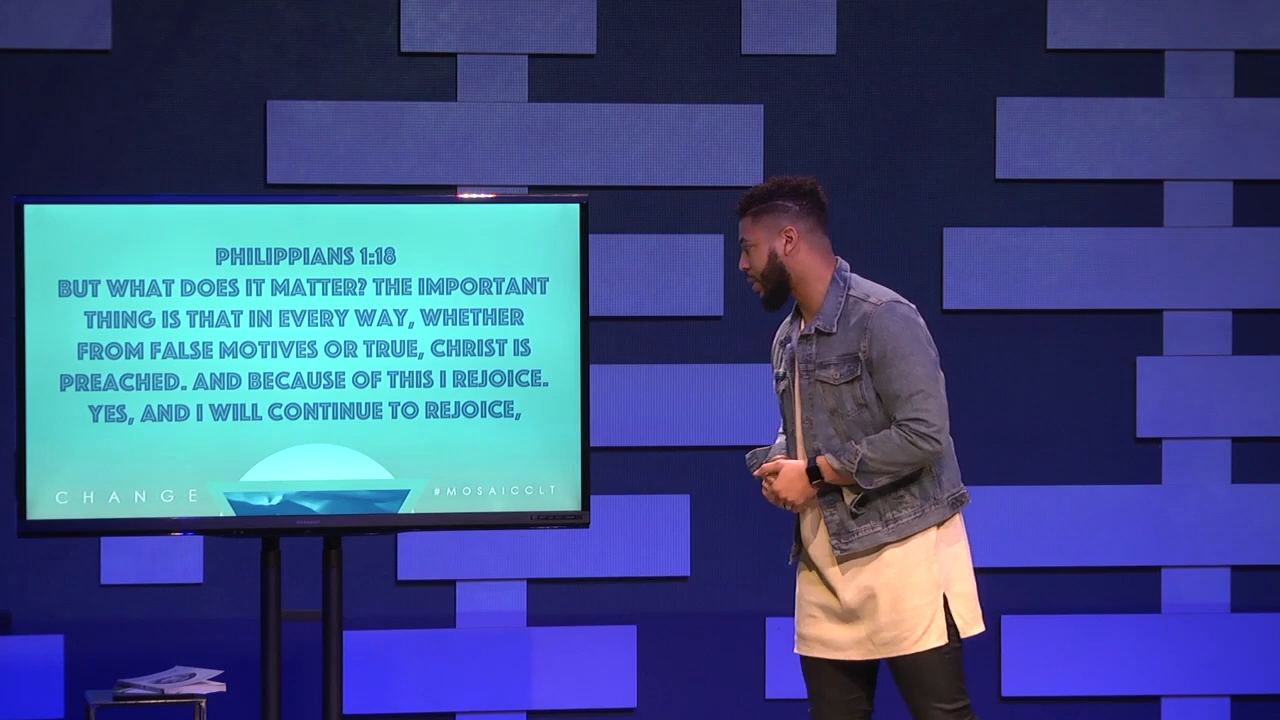 PHILIPPIANS 1:18
BUT WHAT DOES IT MATTER? THE IMPORTANT
THING IS THAT IN EVERY WAY, WHETHER
FROM FALSE MOTIVES OR TRUE, CHRIST IS
PREACHED. AND BECAUSE OF THIS I REJOICE.
YES, AND I WILL CONTINUE TO REJOICE,
CHANGE
#MOSAICCLT